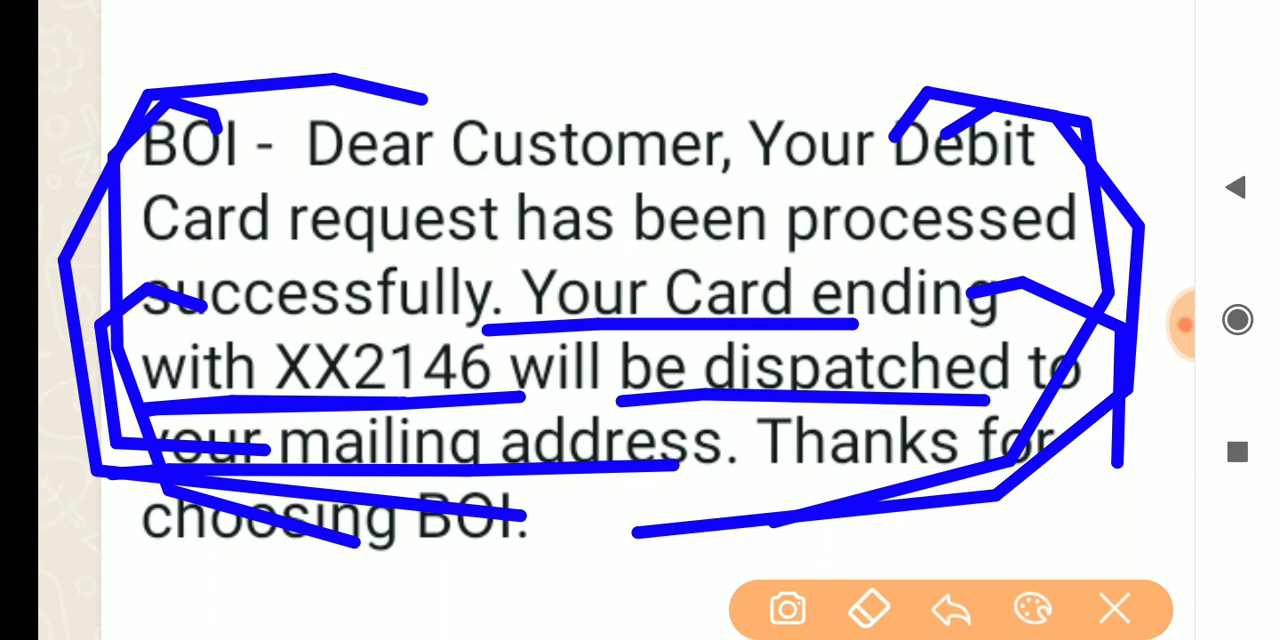 BOI - Dear Customer, Your Debit
Card request has been processed
successfully. Your Card ending
with XX2146 will be dispatched to
your mailing address. Thanks for
choosing BOI.